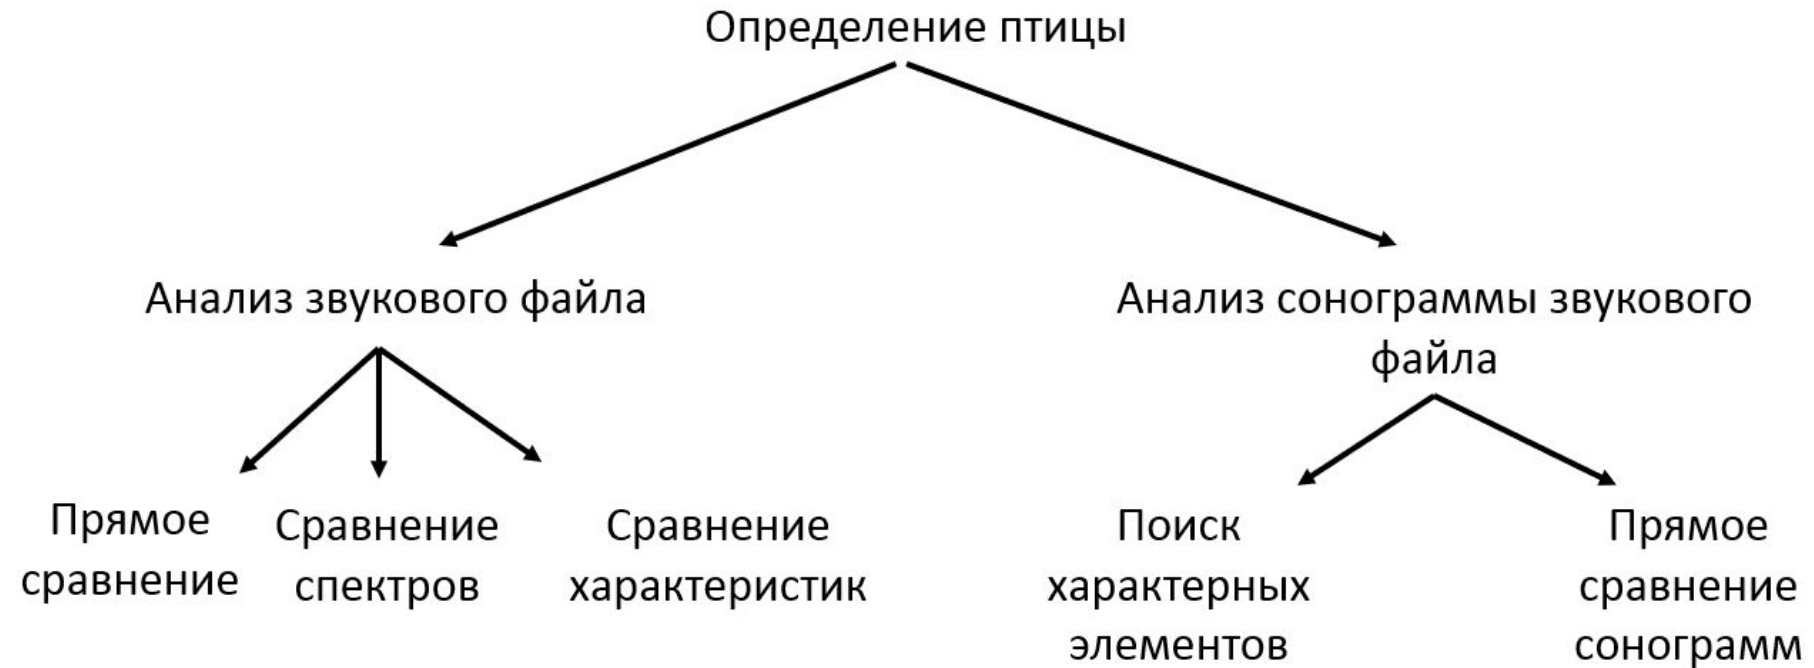 Определение птицы
Анализ звукового файла
Анализ сонограммы звукового
файла
Прямое
сравнение
Сравнение
спектров
Сравнение
характеристик
Поиск
характерных
элементов
Прямое
сравнение
сонограмм